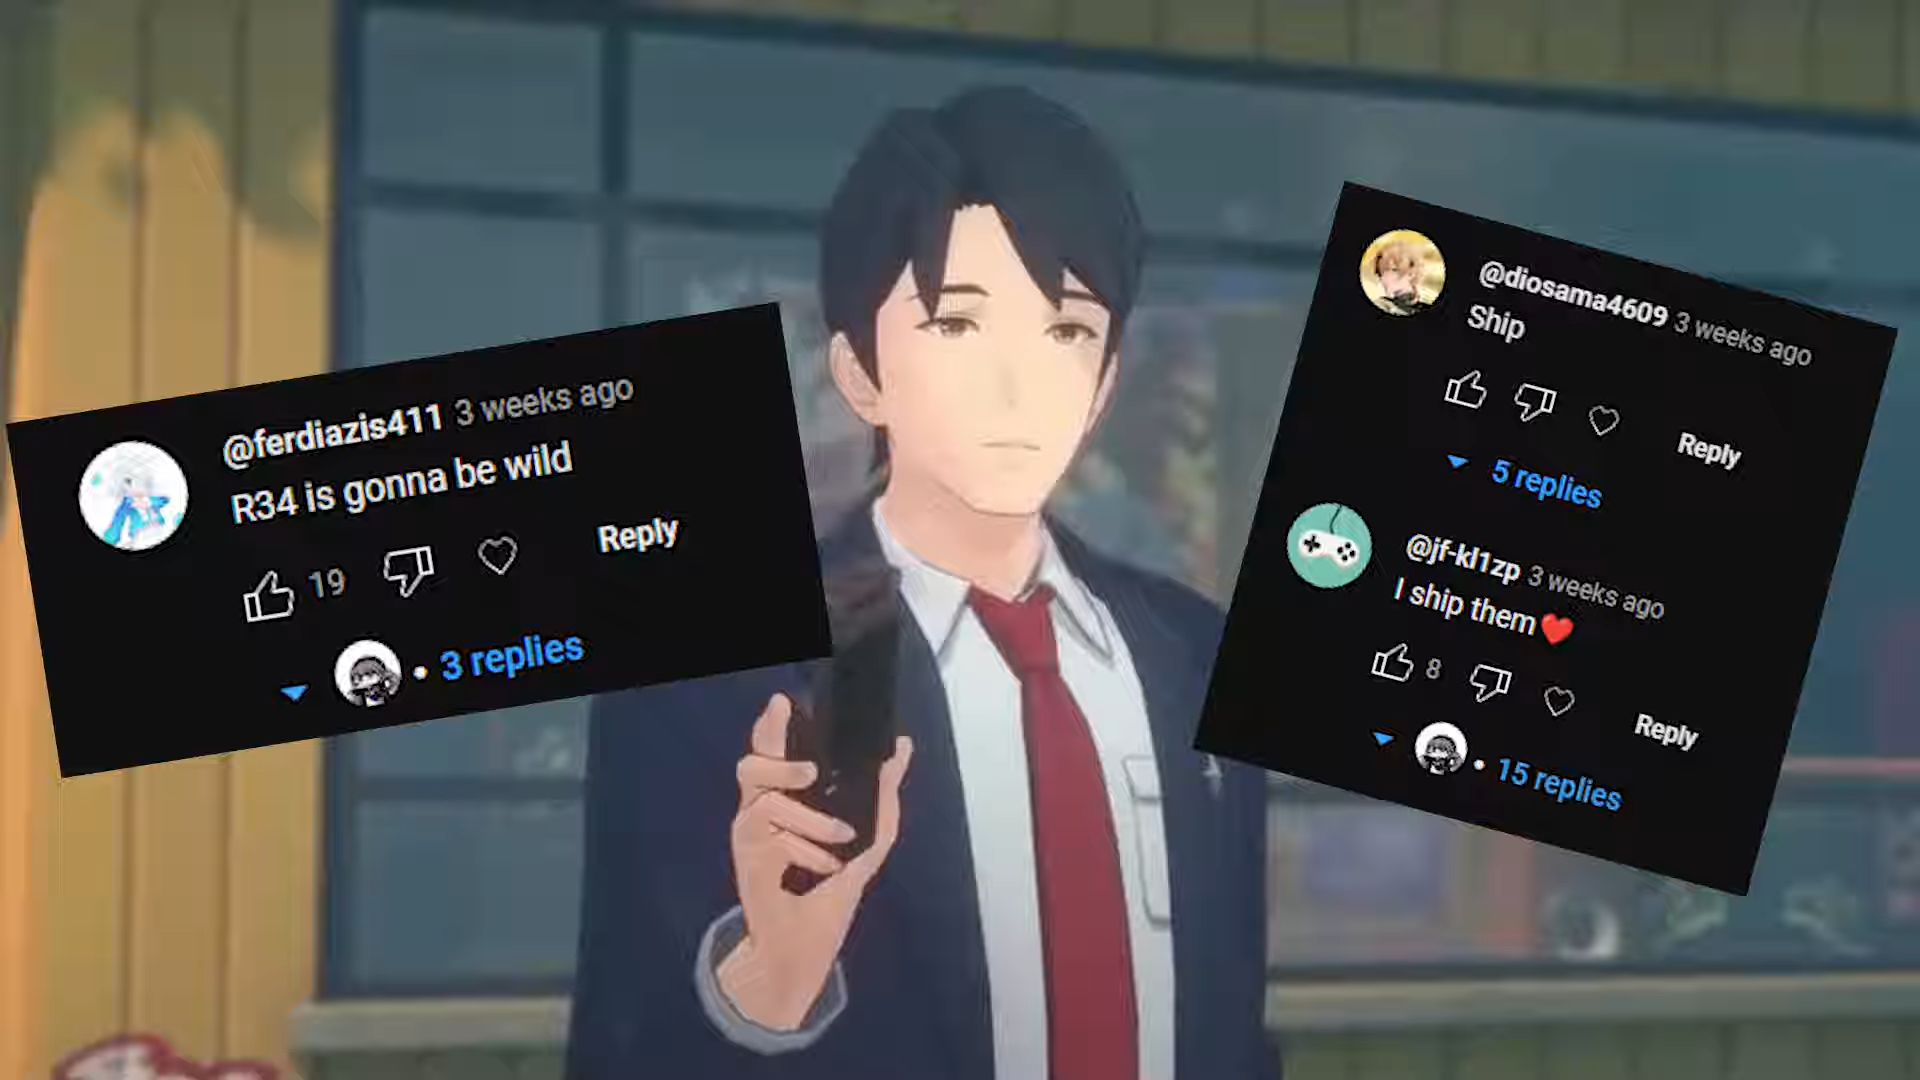 @ferdiazis411 3 weeks ago
R34 is gonna be wild
19
Reply
3 replies
@diosama4609 3 weeks ago
Ship
Reply
5 replies
@jf-kl1zp 3 weeks ago
I ship them❤️
8
Reply
15 replies